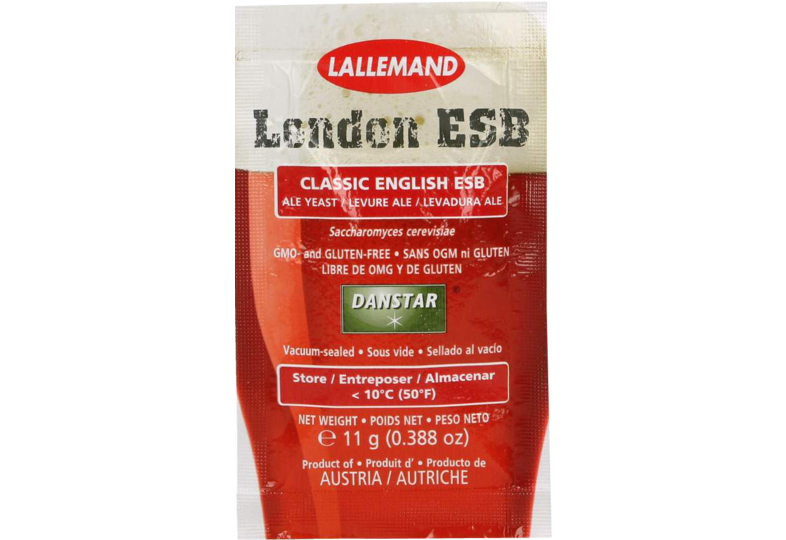 LALLEMAND
London ESB
CLASSIC ENGLISH ESB
ALE YEAST / LEVURE ALE / LEVADURA ALE
Saccharomyces cerevisiae
GMO- and GLUTEN-FREE • SANS OGM ni GLUTEN
LIBRE DE OMG Y DE GLUTEN
DANSTAR ®
Vacuum-sealed • Sous vide • Sellado al vacío
Store / Entreposer / Almacenar
< 10°C (50°F)
NET WEIGHT • POIDS NET • PESO NETO
℮ 11 g (0.388 oz)
Product of • Produit d' • Producto de
AUSTRIA / AUTRICHE